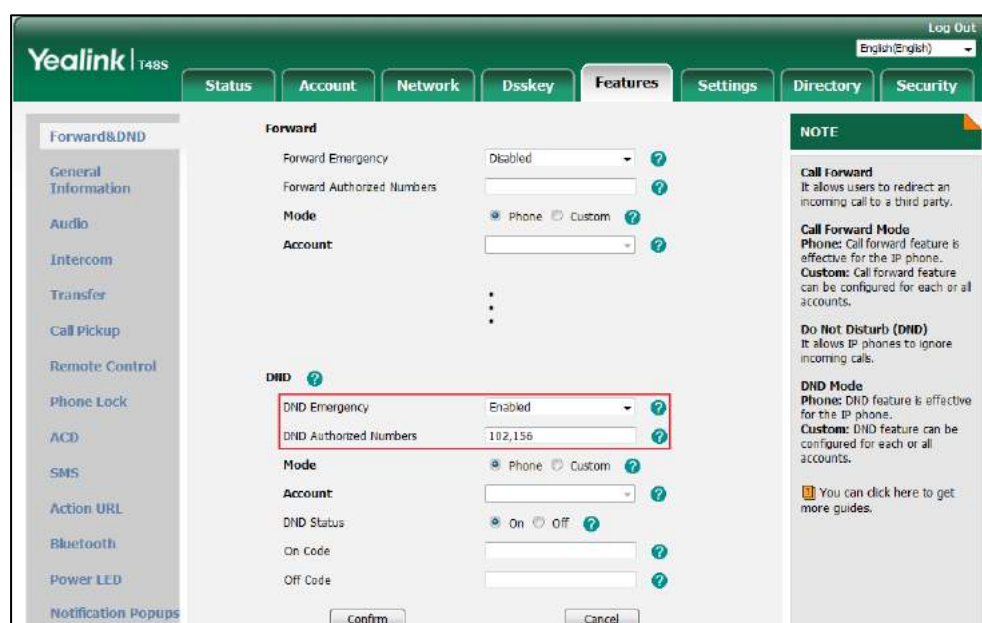 Log Out
English(English)
Yealink T48S
Status Account Network Dsskey Features Settings Directory Security
Forward&DND
General
Information
Audio
Intercom
Transfer
Call Pickup
Remote Control
Phone Lock
ACD
SMS
Action URL
Bluetooth
Power LED
Notification Popups
Forward
Forward Emergency Disabled ?
Forward Authorized Numbers ?
Mode Phone Custom ?
Account ?
DND ?
DND Emergency Enabled ?
DND Authorized Numbers 102,156 ?
Mode Phone Custom ?
Account ?
DND Status On Off ?
On Code ?
Off Code ?
Confirm Cancel
NOTE
Call Forward
It allows users to redirect an
incoming call to a third party.
Call Forward Mode
Phone: Call forward feature is
effective for the IP phone.
Custom: Call forward feature
can be configured for each or all
accounts.
Do Not Disturb (DND)
It allows IP phones to ignore
incoming calls.
DND Mode
Phone: DND feature is effective
for the IP phone.
Custom: DND feature can be
configured for each or all
accounts.
You can click here to get
more guides.